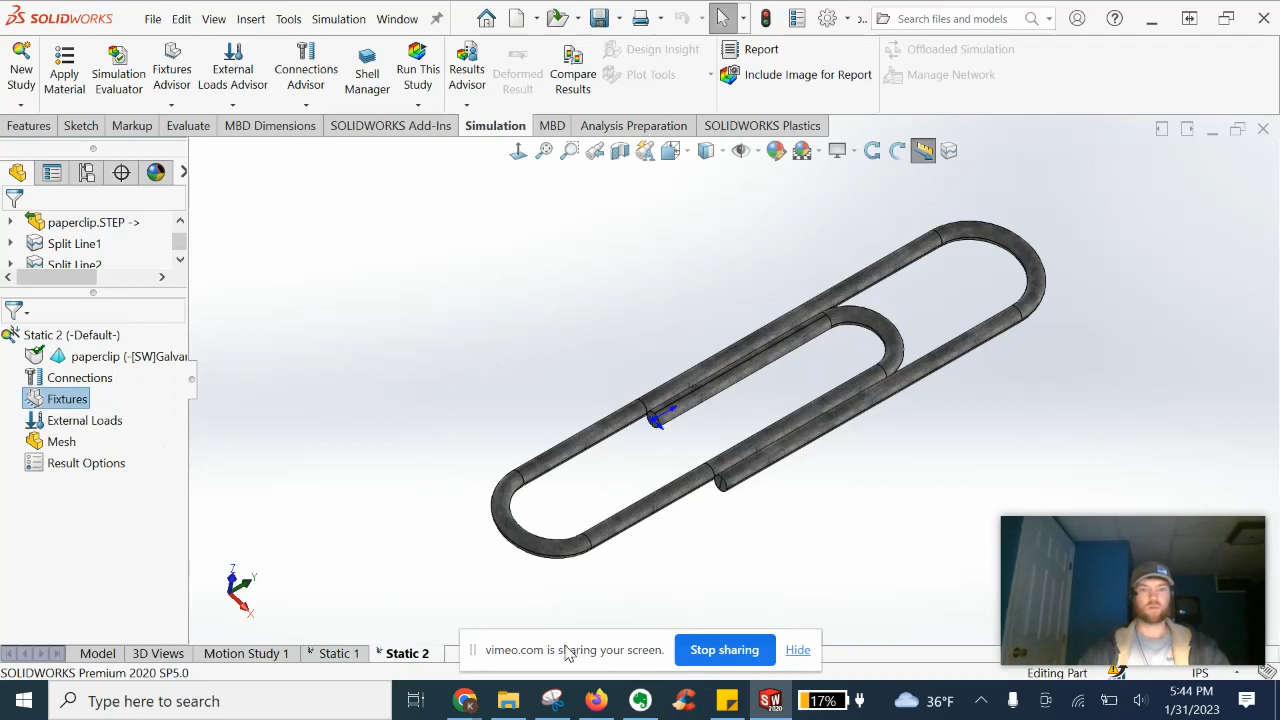 SOLIDWORKS
File Edit View Insert Tools Simulation Window
Search files and models
New Study
Apply Material
Simulation Evaluator
Fixtures Advisor
External Loads Advisor
Connections Advisor
Shell Manager
Run This Study
Results Advisor
Deformed Result
Compare Results
Design Insight
Plot Tools
Report
Include Image for Report
Offloaded Simulation
Manage Network
Features Sketch Markup Evaluate MBD Dimensions SOLIDWORKS Add-Ins Simulation MBD Analysis Preparation SOLIDWORKS Plastics
paperclip.STEP ->
Split Line1
Split Line2
Static 2 (-Default-)
paperclip (-[SW]Galva
Connections
Fixtures
External Loads
Mesh
Result Options
Z
Y
X
vimeo.com is sharing your screen.
Stop sharing
Hide
Model 3D Views Motion Study 1 Static 1 Static 2
SOLIDWORKS Premium 2020 SP5.0
Editing Part
IPS
Type here to search
SW
2020
17%
36°F
5:44 PM
1/31/2023